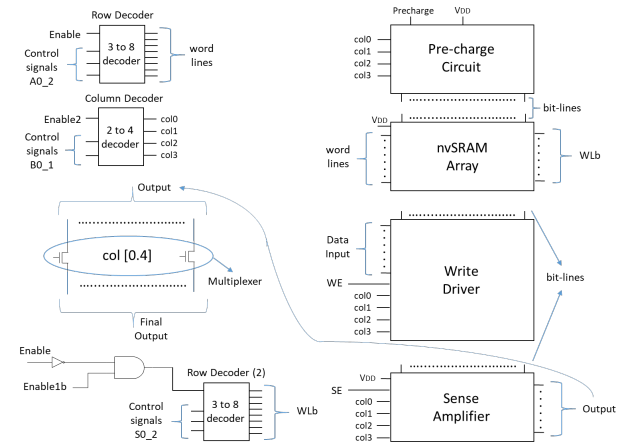 Row Decoder
Enable
Control
signals
A0_2
3 to 8
decoder
word
lines
Column Decoder
Enable2
Control
signals
B0_1
2 to 4
decoder
col0
col1
col2
col3
Output
col [0.4]
Multiplexer
Final
Output
Enable
Enable1b
Row Decoder (2)
Control
signals
S0_2
3 to 8
decoder
WLb
Precharge
VDD
col0
col1
col2
col3
Pre-charge
Circuit
bit-lines
VDD
word
lines
nvSRAM
Array
WLb
Data
Input
WE
col0
col1
col2
col3
Write
Driver
bit-lines
VDD
SE
col0
col1
col2
col3
Sense
Amplifier
Output